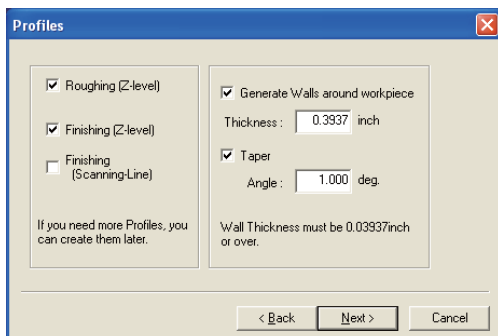 Profiles
Roughing (Z-level)
Finishing (Z-level)
Finishing
(Scanning-Line)
If you need more Profiles, you
can create them later.
Generate Walls around workpiece
Thickness : 0.3937 inch
Taper
Angle : 1.000 deg.
Wall Thickness must be 0.03937inch
or over.
< Back Next > Cancel